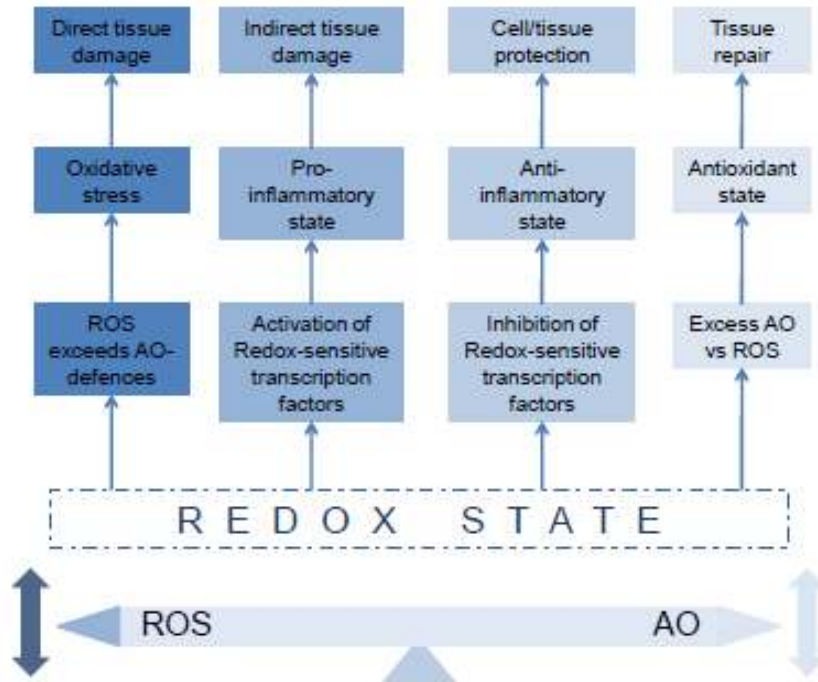 Direct tissue
damage
Indirect tissue
damage
Cell/tissue
protection
Tissue
repair
Oxidative
stress
Pro-
inflammatory
state
Anti-
inflammatory
state
Antioxidant
state
ROS
exceeds AO-
defences
Activation of
Redox-sensitive
transcription
factors
Inhibition of
Redox-sensitive
transcription
factors
Excess AO
vs ROS
REDOX STATE
ROS
AO